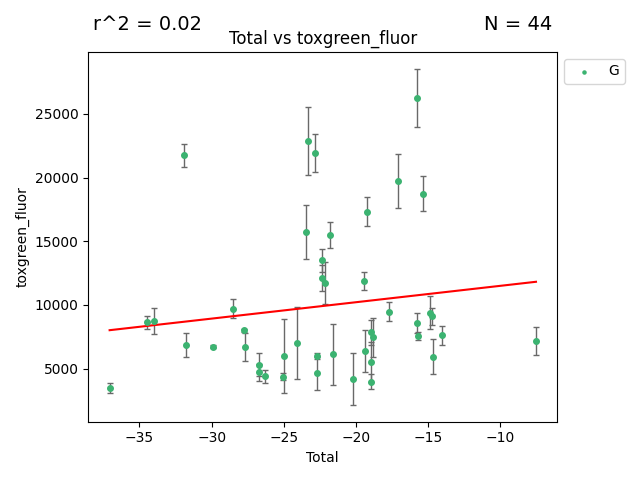 r^2 = 0.02
N = 44
Total vs toxgreen_fluor
G
25000
20000
15000
10000
5000
toxgreen_fluor
−35
−30
−25
−20
−15
−10
Total